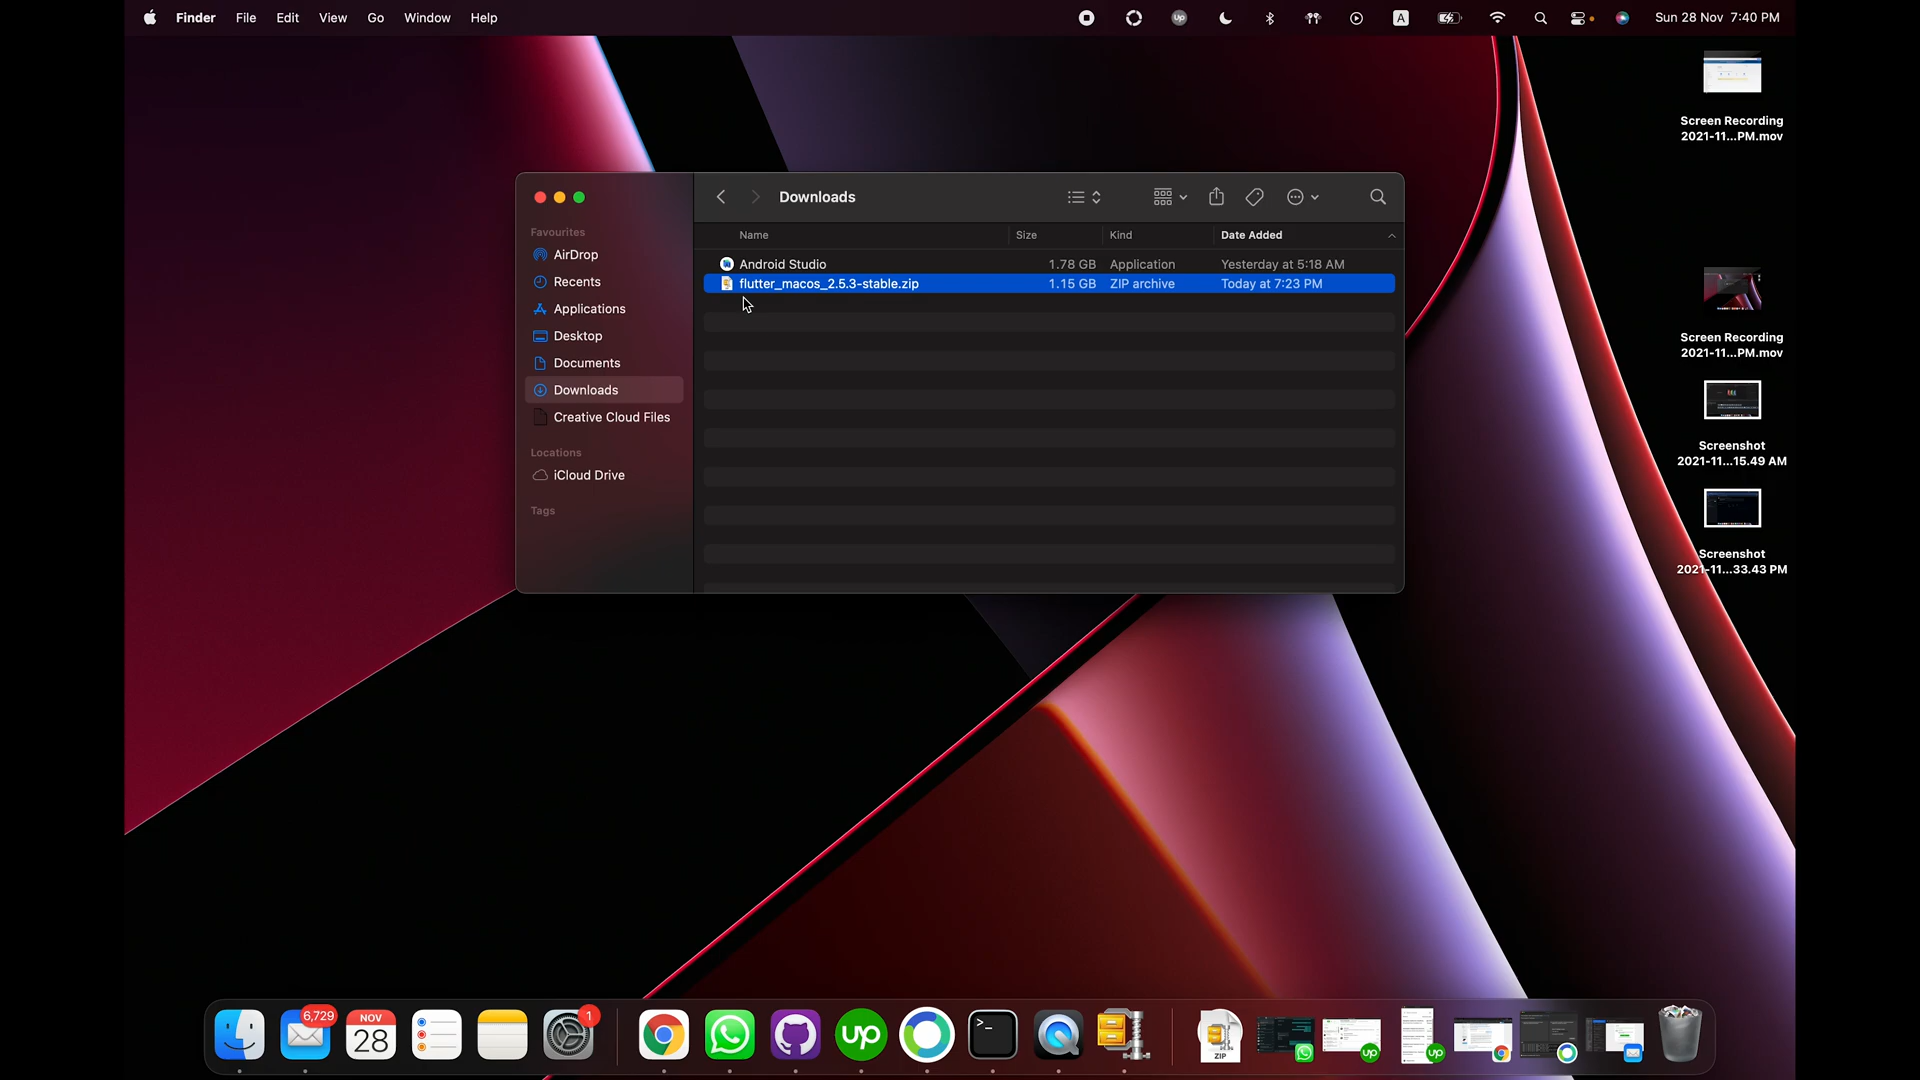 Finder File Edit View Go Window Help
UP
A
Sun 28 Nov 7:40 PM
Screen Recording
2021-11...PM.mov
Screen Recording
2021-11...PM.mov
Screenshot
2021-11...15.49 AM
Screenshot
2021-11...33.43 PM
Downloads
Favourites
AirDrop
Recents
Applications
Desktop
Documents
Downloads
Creative Cloud Files
Locations
iCloud Drive
Tags
Name Size Kind Date Added
Android Studio 1.78 GB Application Yesterday at 5:18 AM
flutter_macos_2.5.3-stable.zip 1.15 GB ZIP archive Today at 7:23 PM
6,729
NOV
28
1
up
>_
ZIP
up
up